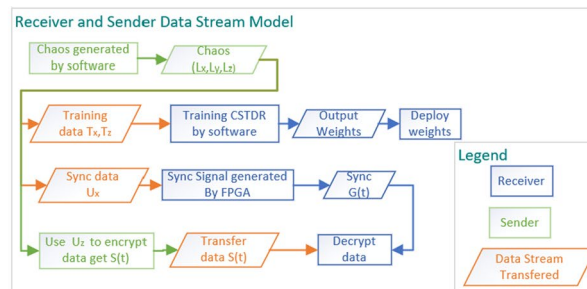 Receiver and Sender Data Stream Model
Chaos generated
by software
Chaos
(Lx,Ly,Lz)
Training
data Tx,Tz
Training CSTDR
by software
Output
Weights
Deploy
weights
Sync data
Ux
Sync Signal generated
By FPGA
Sync
G(t)
Use Uz to encrypt
data get S(t)
Transfer
data S(t)
Decrypt
data
Legend
Receiver
Sender
Data Stream
Transfered